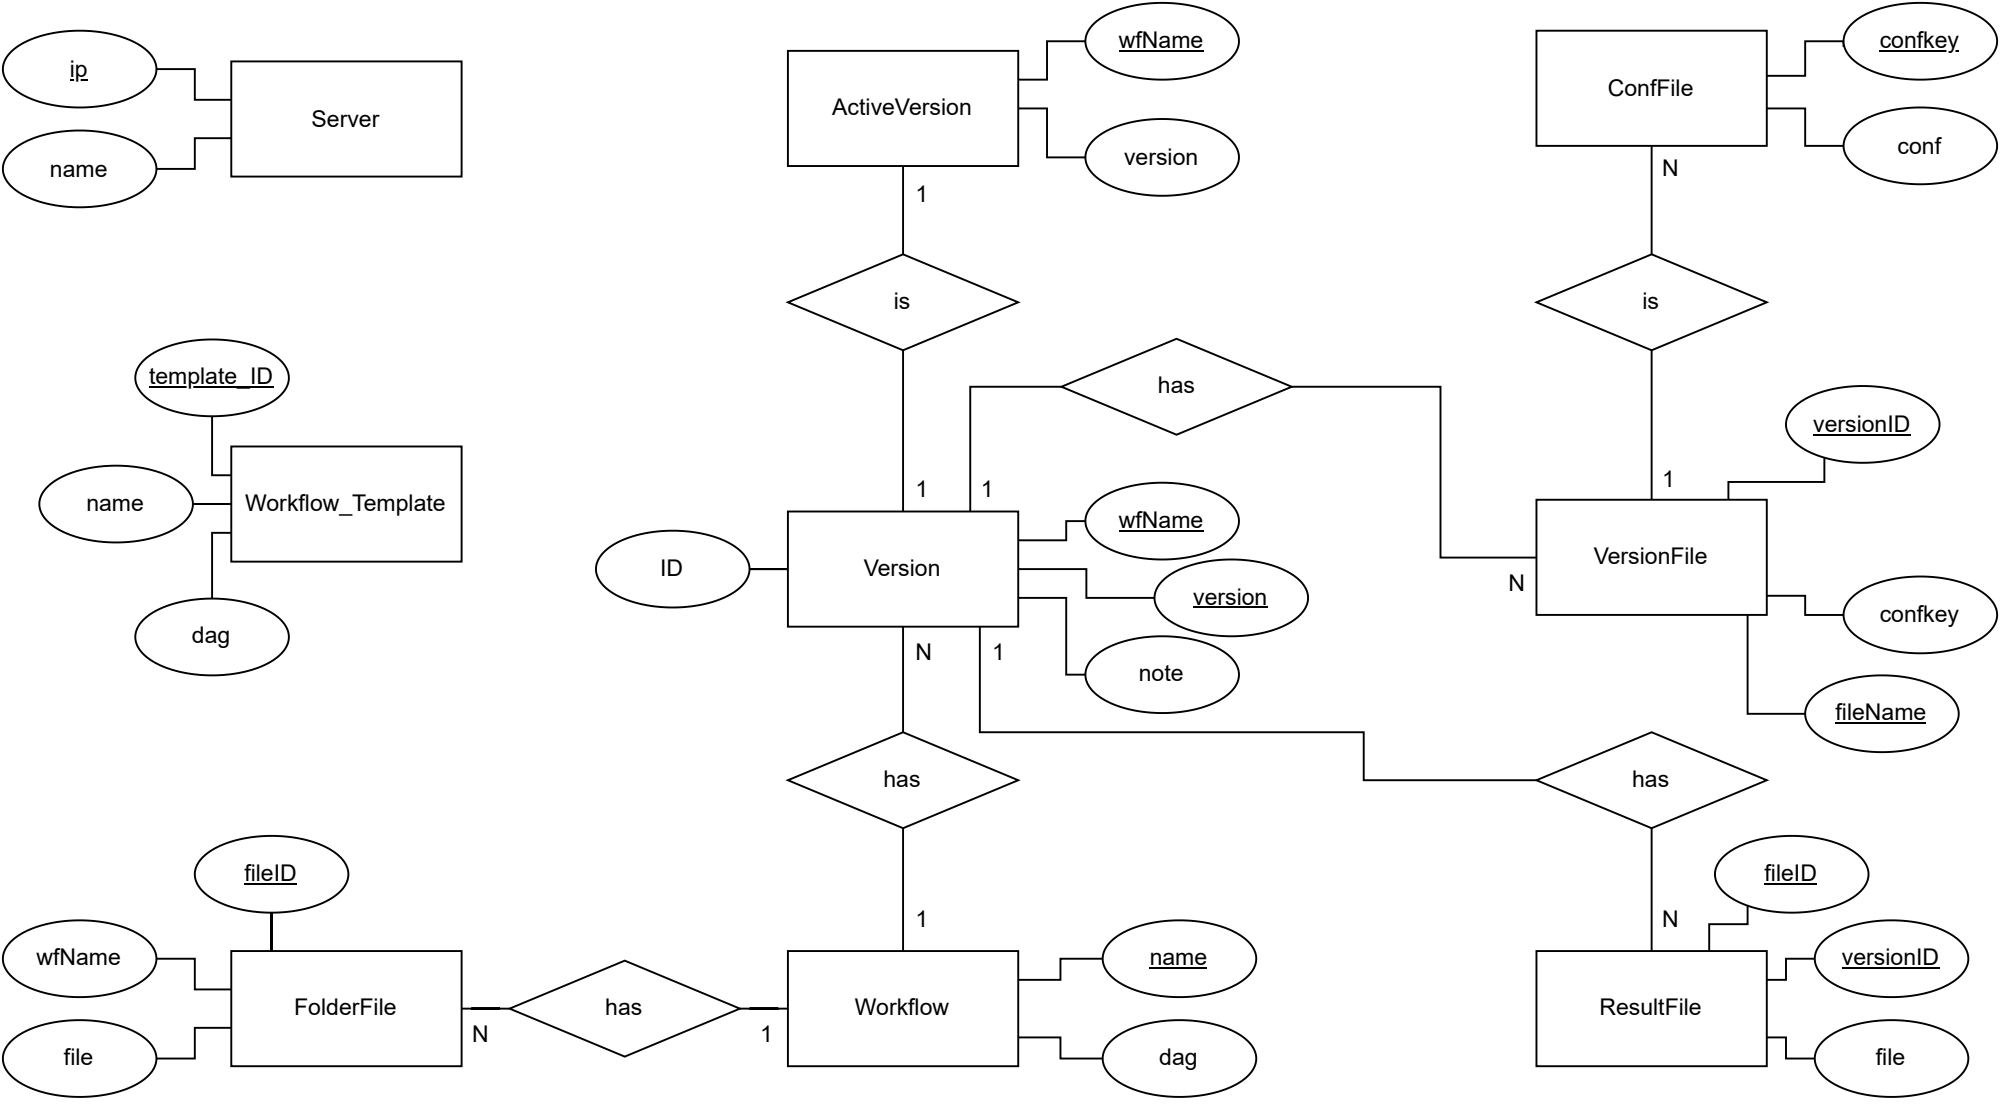 wfName
confkey
ip
ConfFile
ActiveVersion
Server
conf
version
name
N
1
is
is
template_ID
has
versionID
1
1
1
wfName
name
Workflow_Template
VersionFile
ID
Version
N
version
confkey
dag
N
1
note
fileName
has
has
fileID
fileID
1
N
wfName
name
versionID
FolderFile
has
Workflow
ResultFile
N
1
file
dag
file